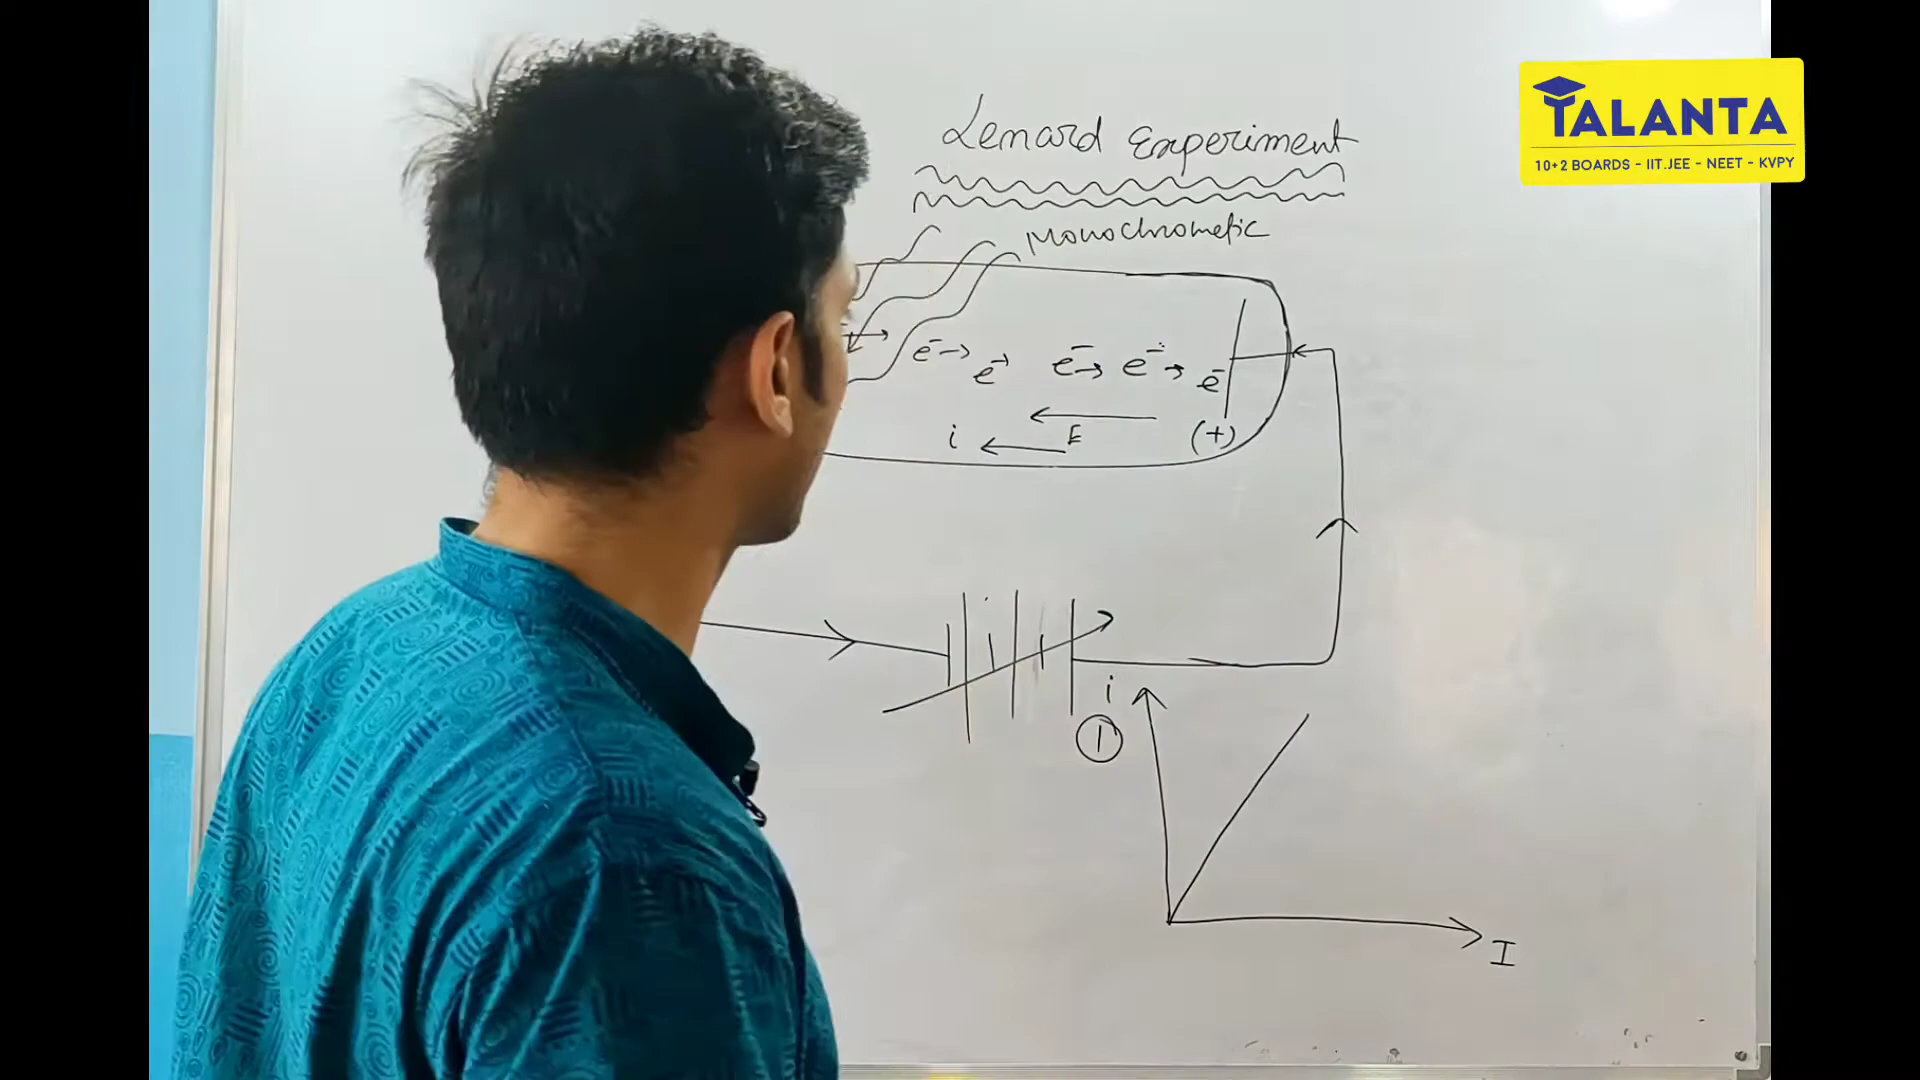 Lenard Experiment
TALANTA
10+2 BOARDS - IIT.JEE - NEET - KVPY
Monochrometic
e⁻→ e⁻→ e⁻→ e⁻→ e⁻
E
(+)
i
i
1
I